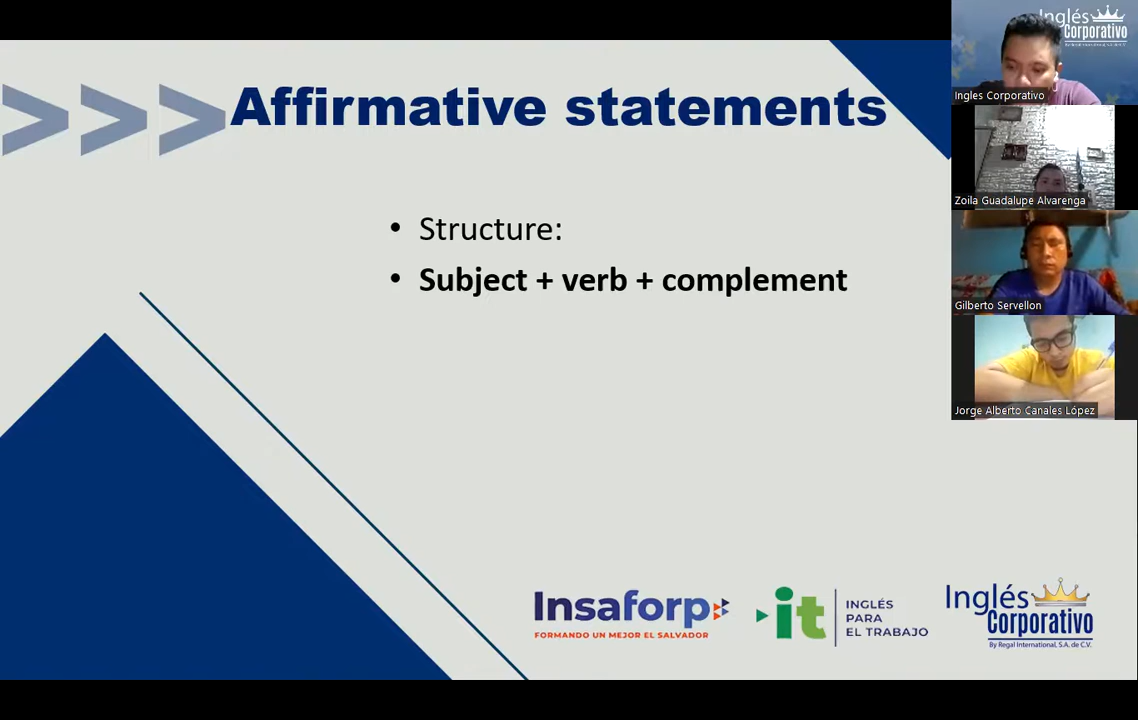 Affirmative statements
• Structure:
• Subject + verb + complement
Insaforp
FORMANDO UN MEJOR EL SALVADOR
it
INGLÉS
PARA
EL TRABAJO
Inglés
Corporativo
By Regal International, S.A. de C.V.
Inglés
Corporativo
Ingles Corporativo
Zoila Guadalupe Alvarenga
Gilberto Servellon
Jorge Alberto Canales López